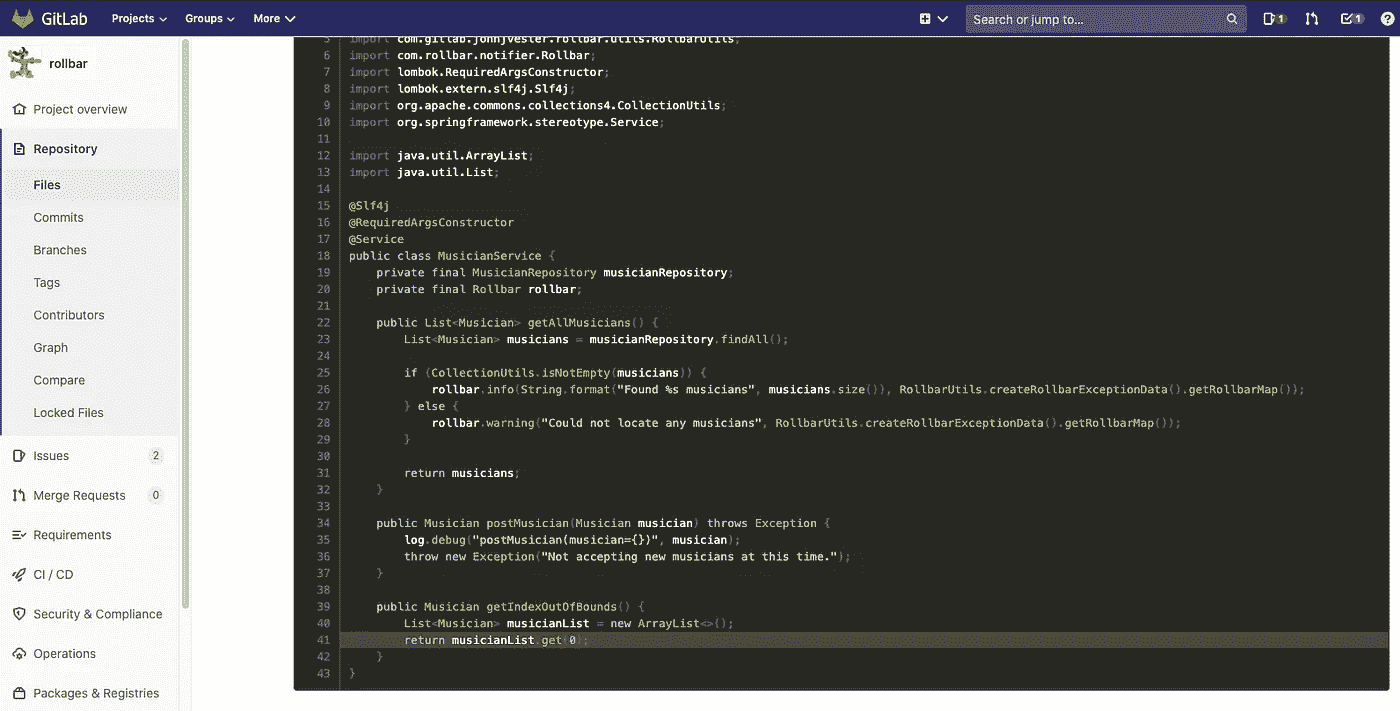 GitLab Projects Groups More Search or jump to... 1 1
rollbar
Project overview
Repository
Files
Commits
Branches
Tags
Contributors
Graph
Compare
Locked Files
Issues 2
Merge Requests 0
Requirements
CI / CD
Security & Compliance
Operations
Packages & Registries
5 import com.gitlab.johnjvester.rollbar.utils.RollbarUtils;
6 import com.rollbar.notifier.Rollbar;
7 import lombok.RequiredArgsConstructor;
8 import lombok.extern.slf4j.Slf4j;
9 import org.apache.commons.collections4.CollectionUtils;
10 import org.springframework.stereotype.Service;
11
12 import java.util.ArrayList;
13 import java.util.List;
14
15 @Slf4j
16 @RequiredArgsConstructor
17 @Service
18 public class MusicianService {
19 private final MusicianRepository musicianRepository;
20 private final Rollbar rollbar;
21
22 public List<Musician> getAllMusicians() {
23 List<Musician> musicians = musicianRepository.findAll();
24
25 if (CollectionUtils.isNotEmpty(musicians)) {
26 rollbar.info(String.format("Found %s musicians", musicians.size()), RollbarUtils.createRollbarExceptionData().getRollbarMap());
27 } else {
28 rollbar.warning("Could not locate any musicians", RollbarUtils.createRollbarExceptionData().getRollbarMap());
29 }
30
31 return musicians;
32 }
33
34 public Musician postMusician(Musician musician) throws Exception {
35 log.debug("postMusician(musician={})", musician);
36 throw new Exception("Not accepting new musicians at this time.");
37 }
38
39 public Musician getIndexOutOfBounds() {
40 List<Musician> musicianList = new ArrayList<>();
41 return musicianList.get(0);
42 }
43 }